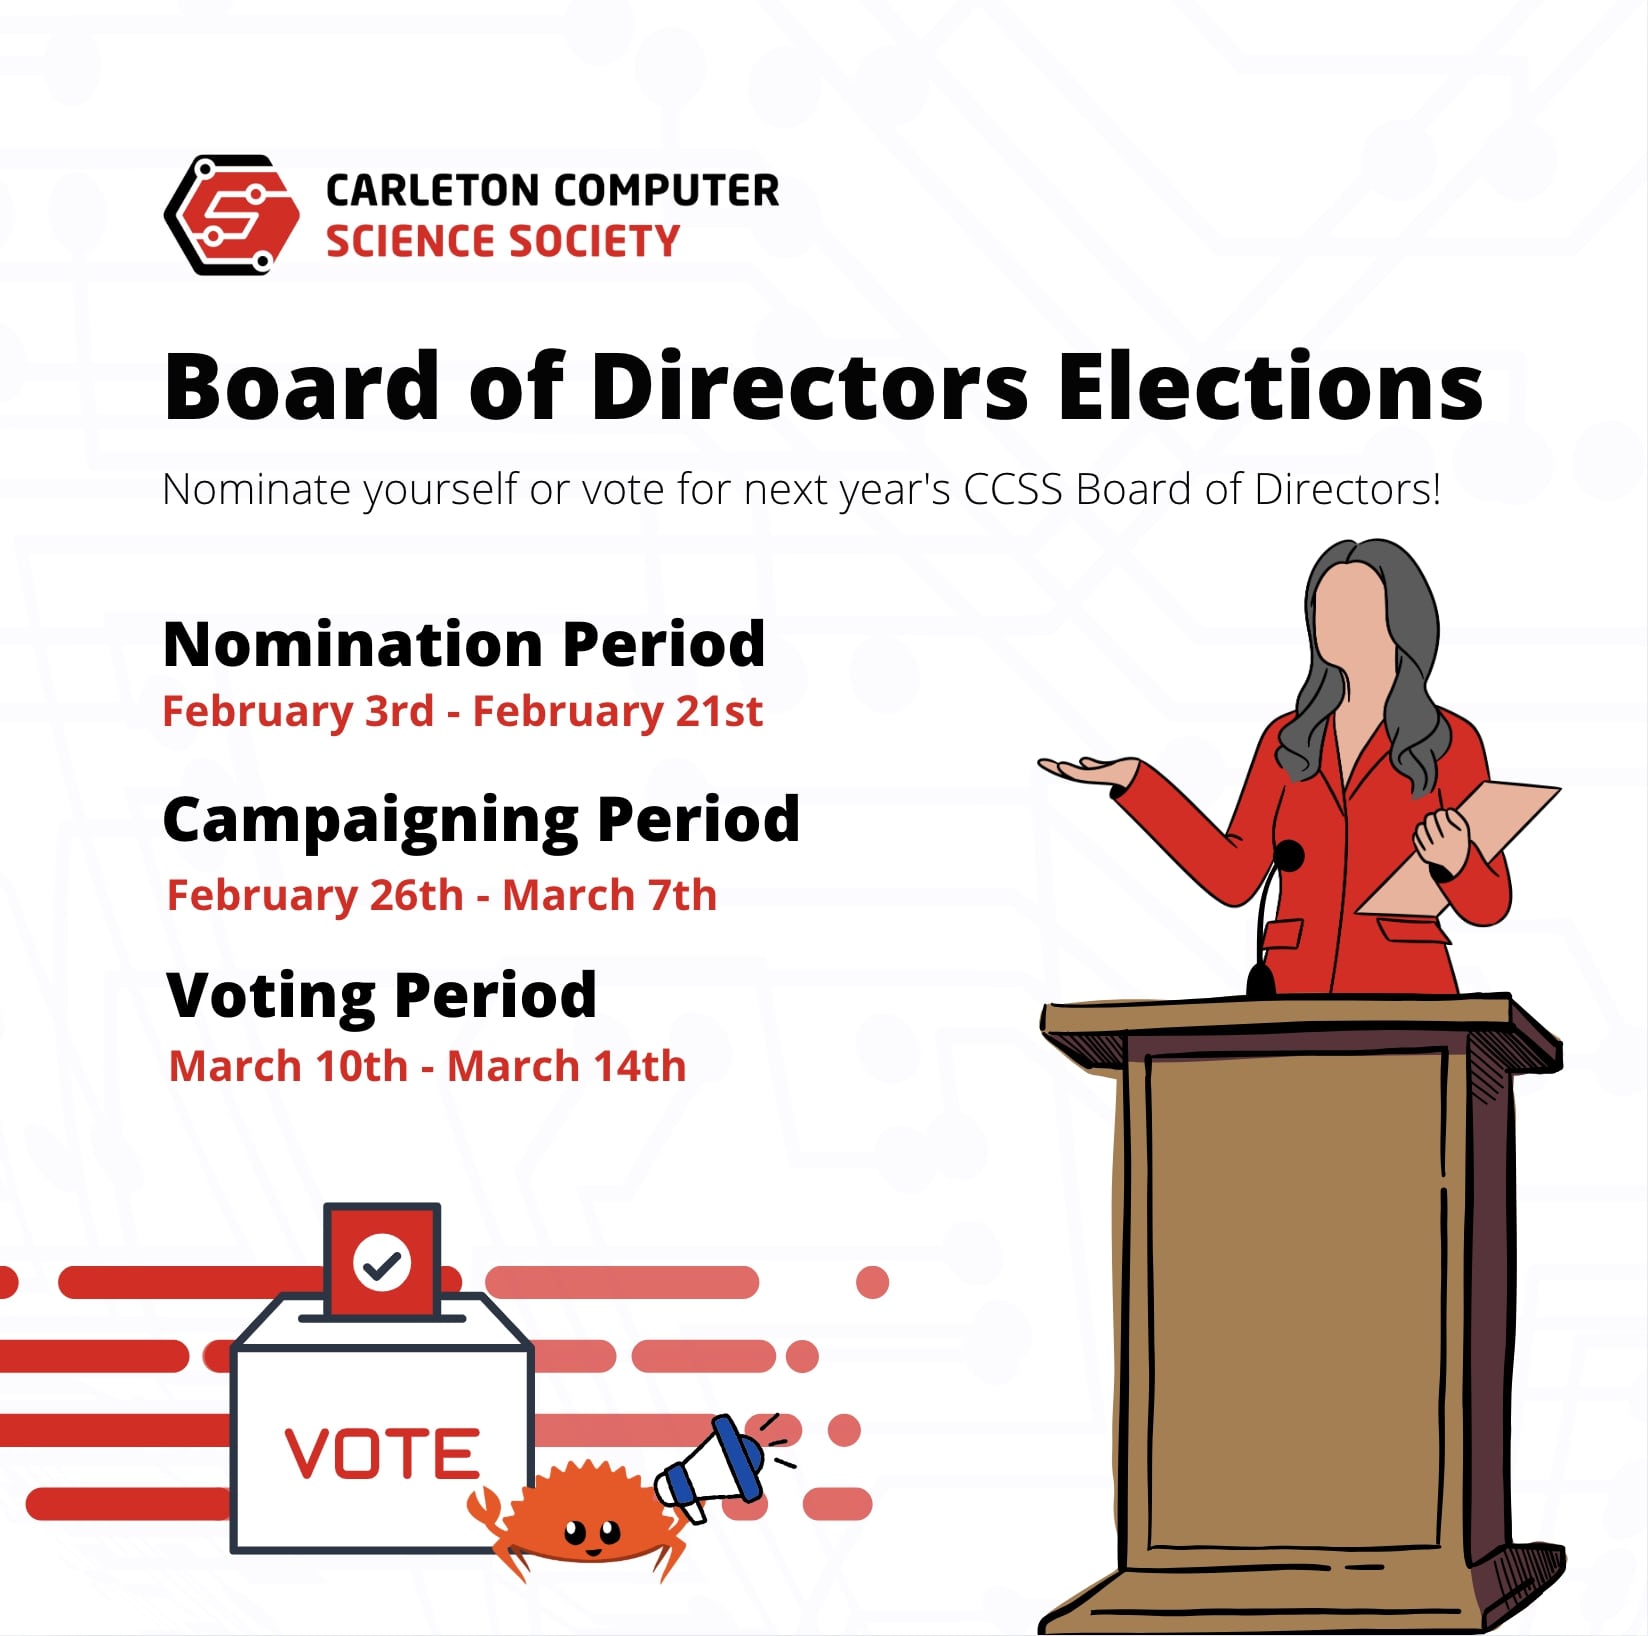 CARLETON COMPUTER
SCIENCE SOCIETY
Board of Directors Elections
Nominate yourself or vote for next year's CCSS Board of Directors!
Nomination Period
February 3rd - February 21st
Campaigning Period
February 26th - March 7th
Voting Period
March 10th - March 14th
VOTE